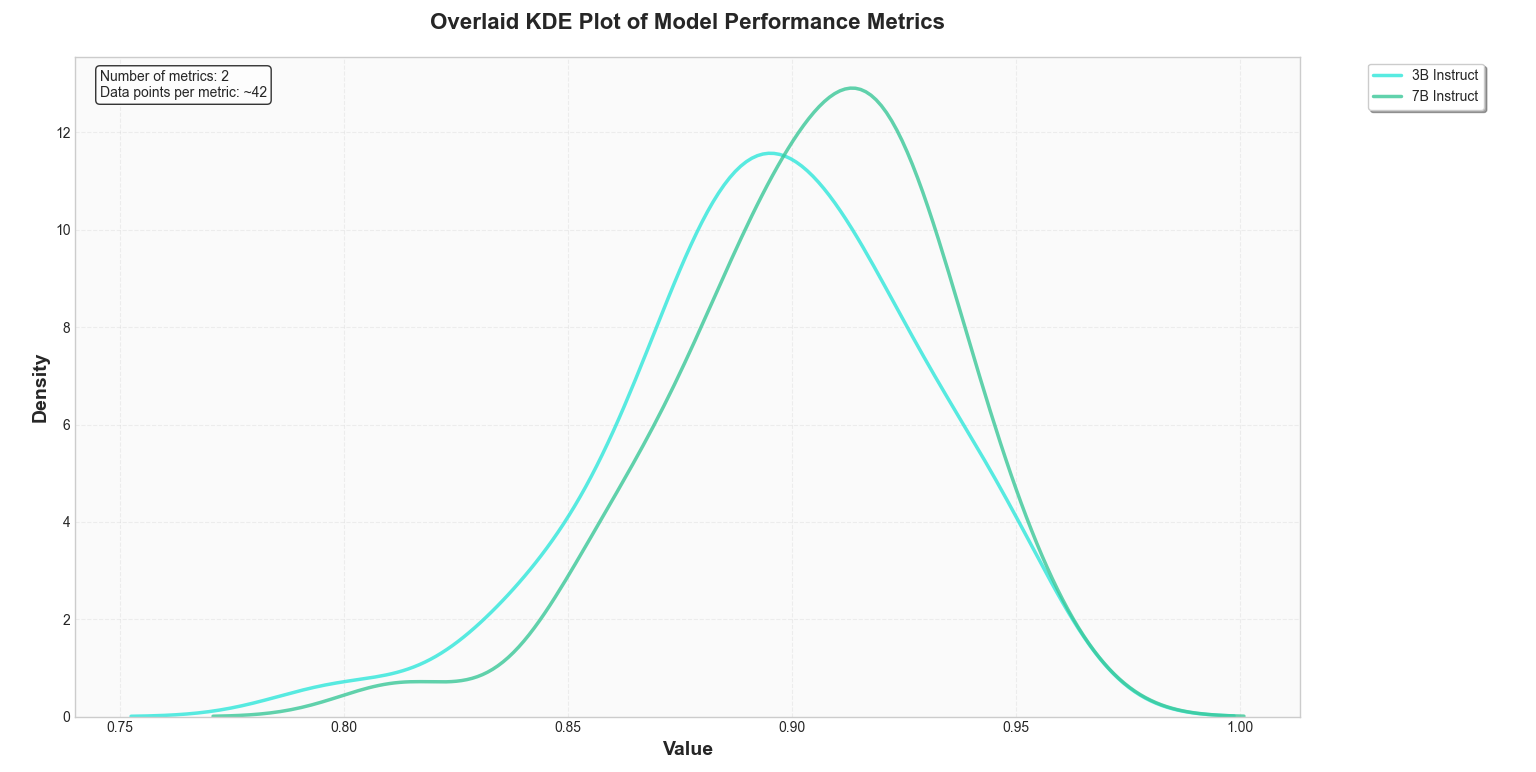 Overlaid KDE Plot of Model Performance Metrics
Number of metrics: 2
Data points per metric: ~42
3B Instruct
7B Instruct
Density
12
10
8
6
4
2
0
0.75 0.80 0.85 0.90 0.95 1.00
Value